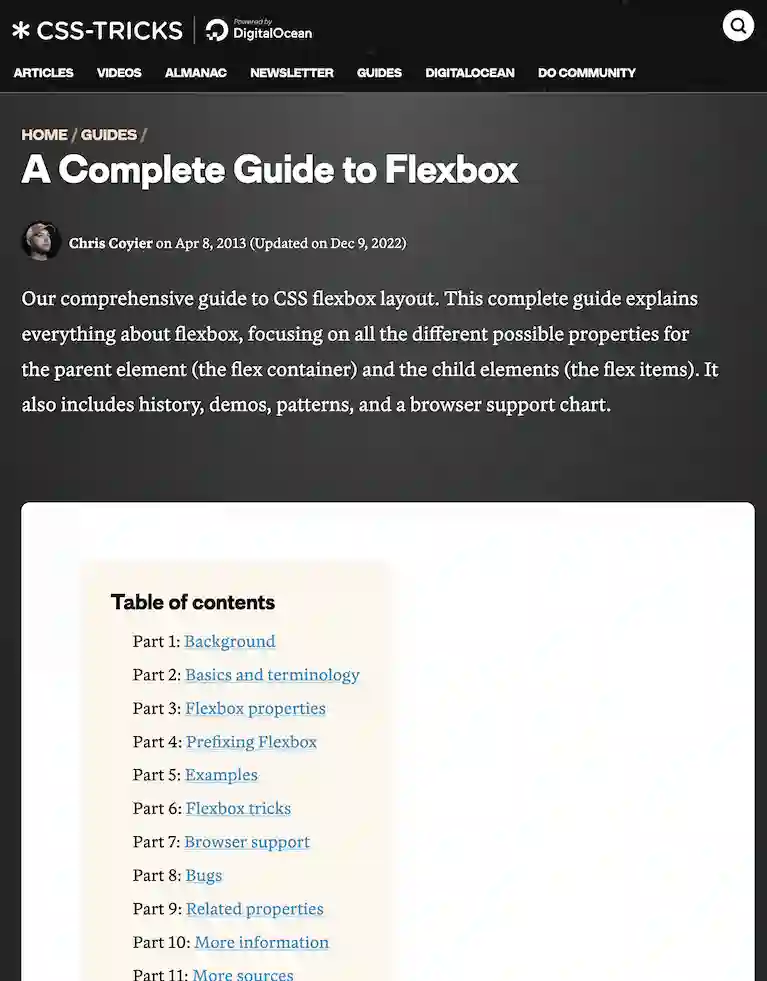 CSS-TRICKS
Powered by
DigitalOcean
ARTICLES VIDEOS ALMANAC NEWSLETTER GUIDES DIGITALOCEAN DO COMMUNITY
HOME / GUIDES /
A Complete Guide to Flexbox
Chris Coyier on Apr 8, 2013 (Updated on Dec 9, 2022)
Our comprehensive guide to CSS flexbox layout. This complete guide explains
everything about flexbox, focusing on all the different possible properties for
the parent element (the flex container) and the child elements (the flex items). It
also includes history, demos, patterns, and a browser support chart.
Table of contents
Part 1: Background
Part 2: Basics and terminology
Part 3: Flexbox properties
Part 4: Prefixing Flexbox
Part 5: Examples
Part 6: Flexbox tricks
Part 7: Browser support
Part 8: Bugs
Part 9: Related properties
Part 10: More information
Part 11: More sources